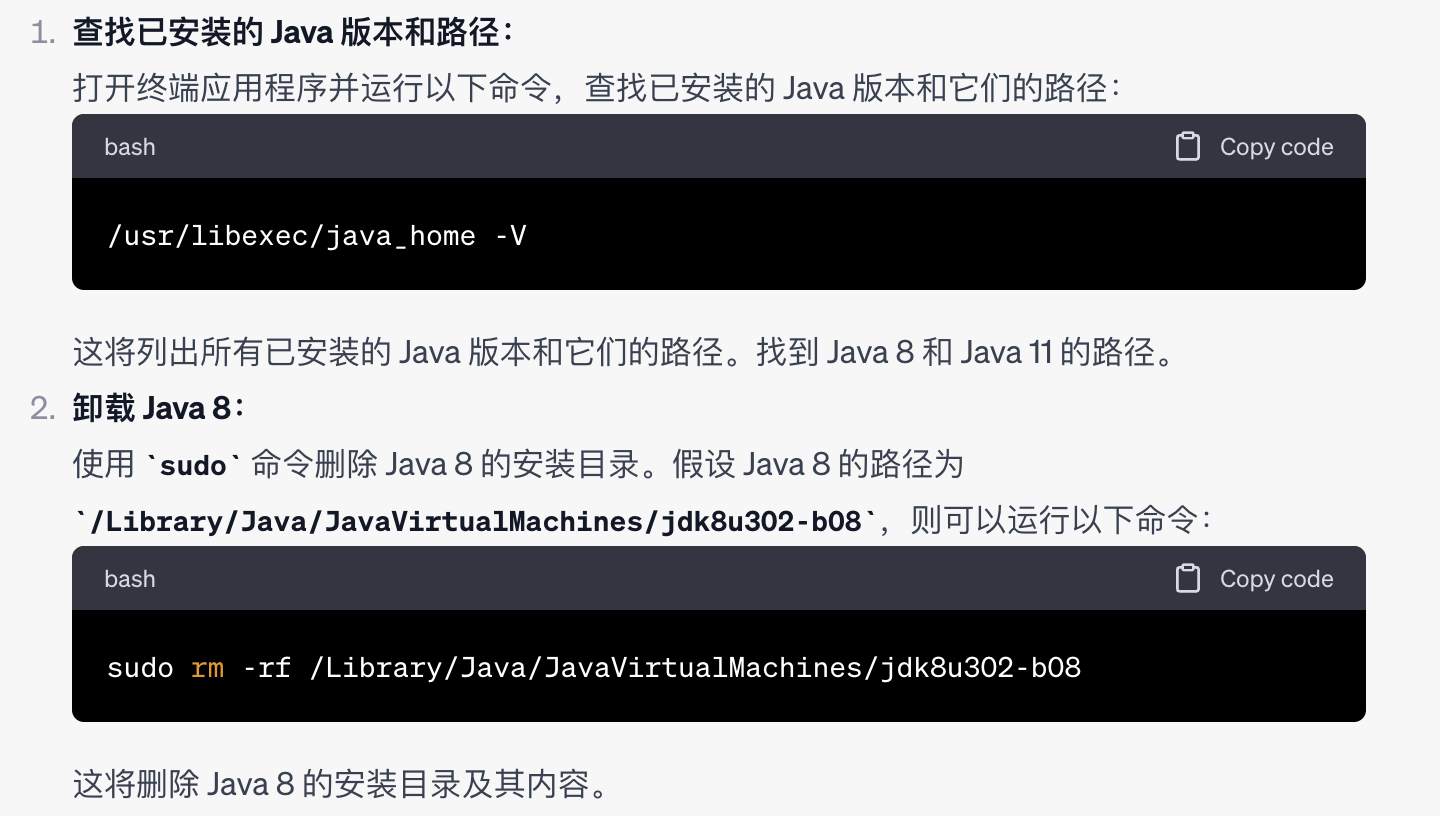 1. 查找已安装的 Java 版本和路径：
打开终端应用程序并运行以下命令，查找已安装的 Java 版本和它们的路径：
bash Copy code
/usr/libexec/java_home -V
这将列出所有已安装的 Java 版本和它们的路径。找到 Java 8 和 Java 11 的路径。
2. 卸载 Java 8：
使用 `sudo` 命令删除 Java 8 的安装目录。假设 Java 8 的路径为
`/Library/Java/JavaVirtualMachines/jdk8u302-b08`，则可以运行以下命令：
bash Copy code
sudo rm -rf /Library/Java/JavaVirtualMachines/jdk8u302-b08
这将删除 Java 8 的安装目录及其内容。